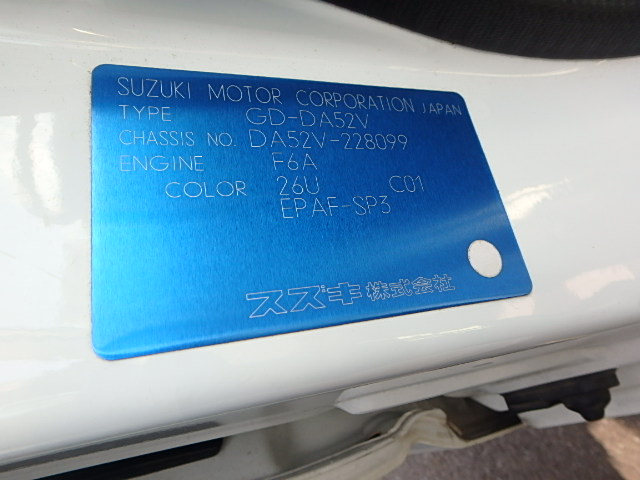 SUZUKI MOTOR CORPORATION JAPAN
TYPE GD-DA52V
CHASSIS NO. DA52V-228099
ENGINE F6A
COLOR 26U C01
EPAF-SP3
スズキ株式会社